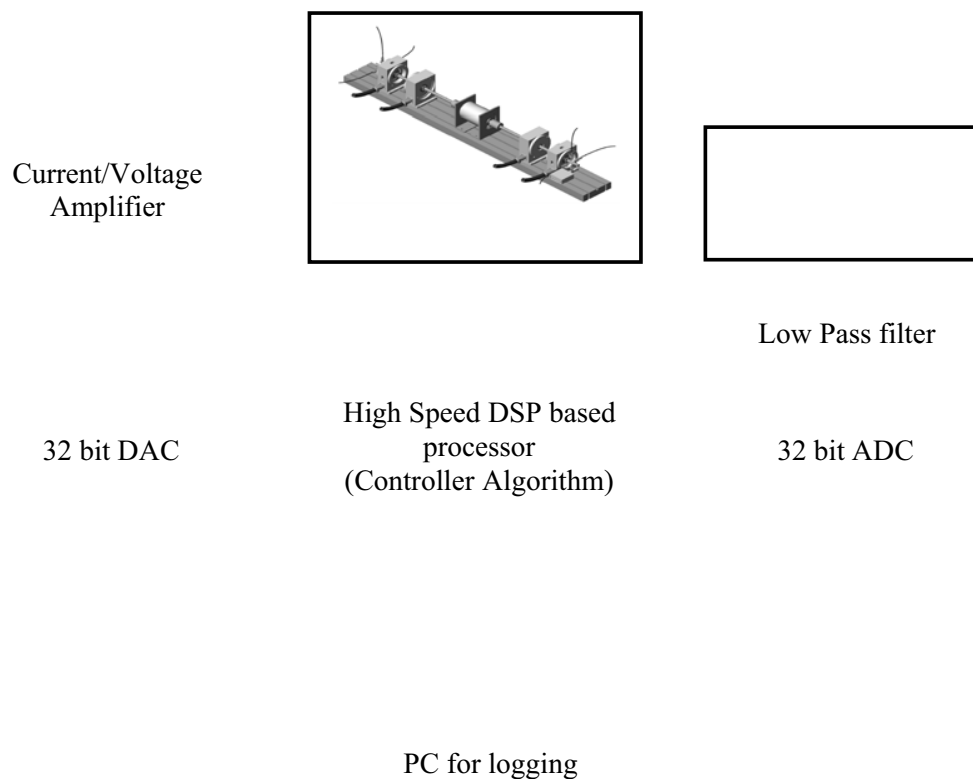 Current/Voltage
Amplifier
Low Pass filter
32 bit DAC
High Speed DSP based
processor
(Controller Algorithm)
32 bit ADC
PC for logging